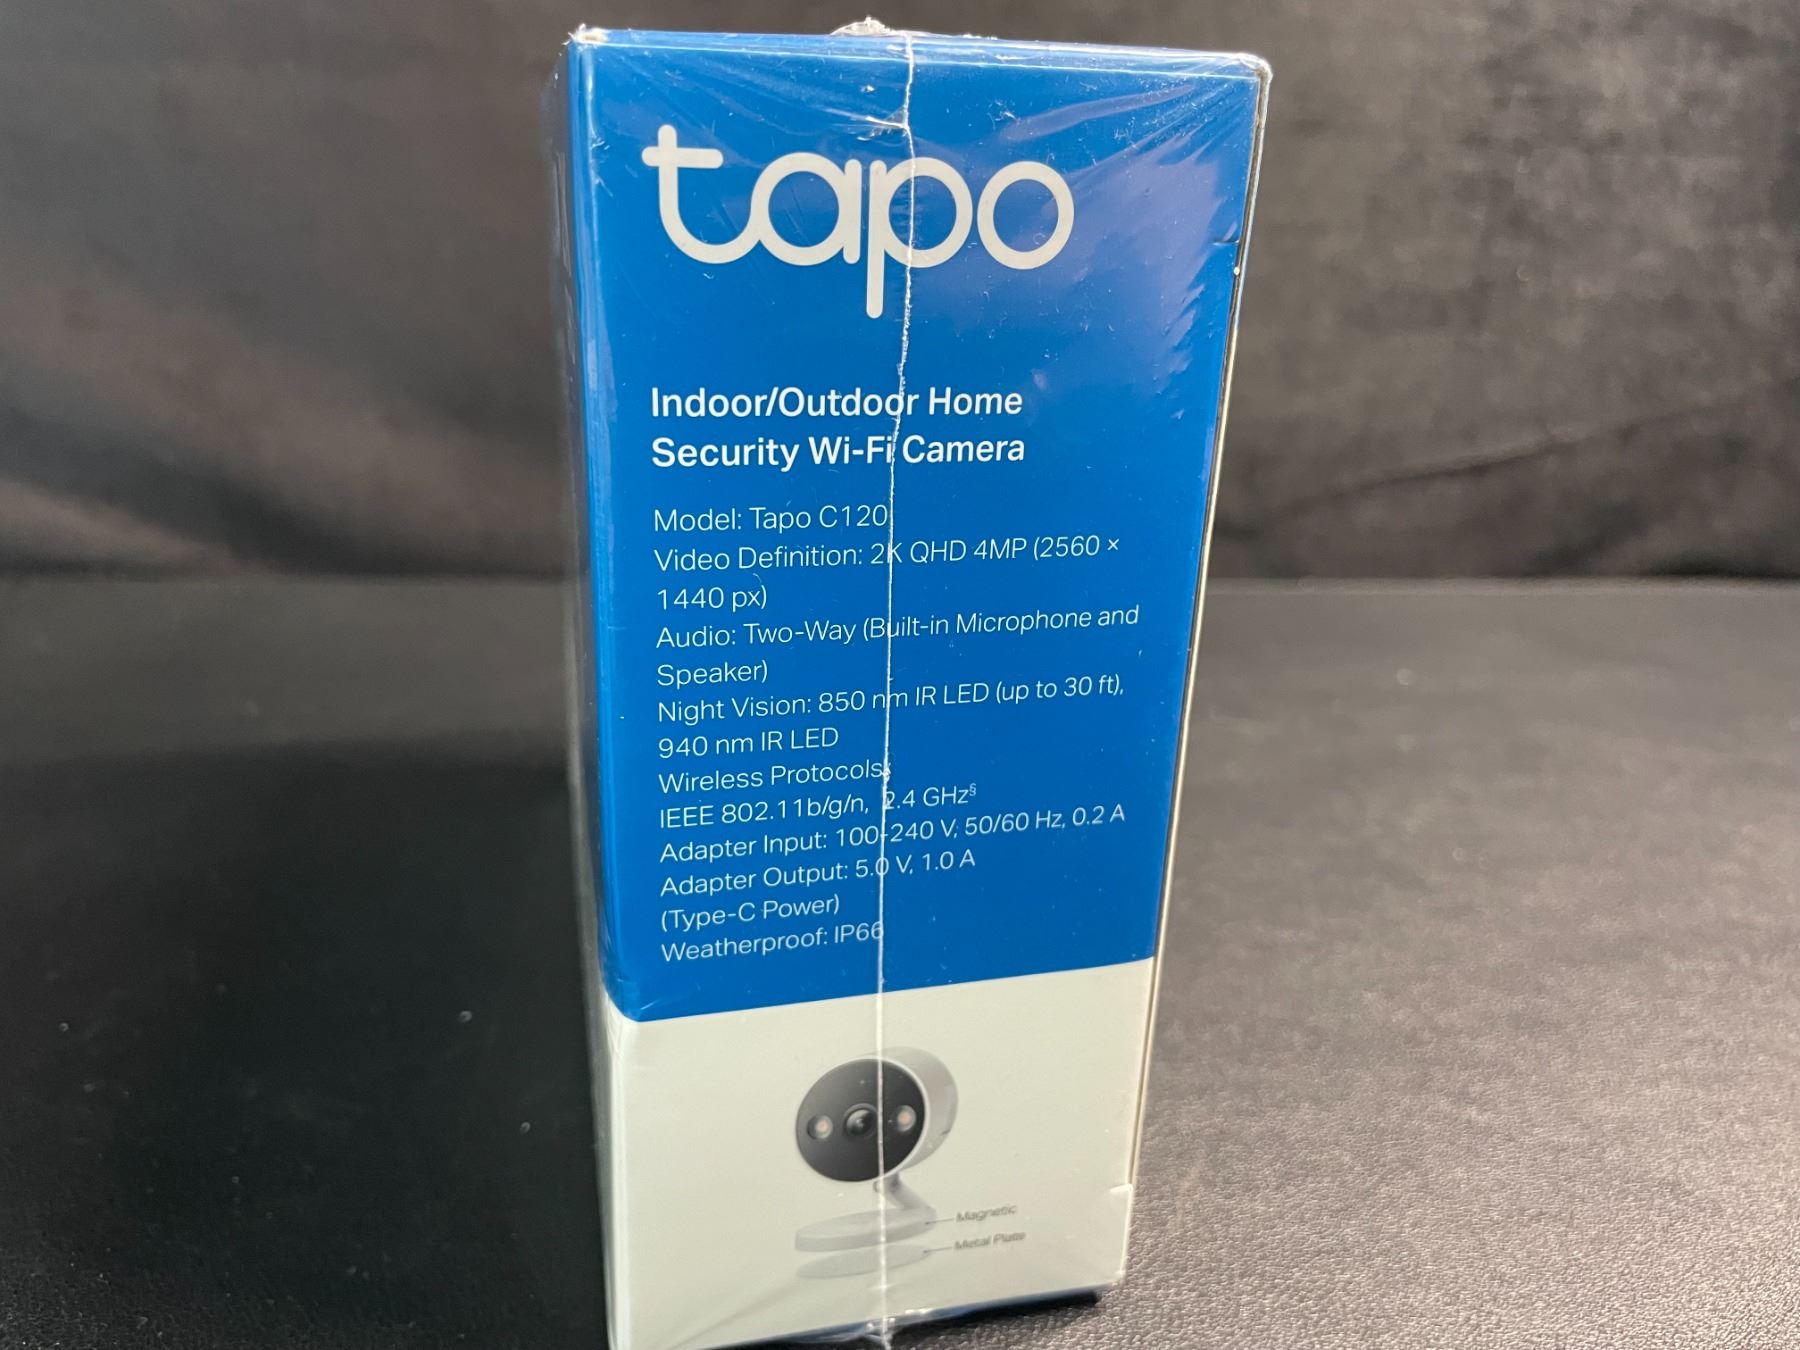 tapo
Indoor/Outdoor Home
Security Wi-Fi Camera
Model: Tapo C120
Video Definition: 2K QHD 4MP (2560 ×
1440 px)
Audio: Two-Way (Built-in Microphone and
Speaker)
Night Vision: 850 nm IR LED (up to 30 ft),
940 nm IR LED
Wireless Protocols:
IEEE 802.11b/g/n, 2.4 GHz§
Adapter Input: 100-240 V, 50/60 Hz, 0.2 A
Adapter Output: 5.0 V, 1.0 A
(Type-C Power)
Weatherproof: IP66
Magnetic
Metal Plate